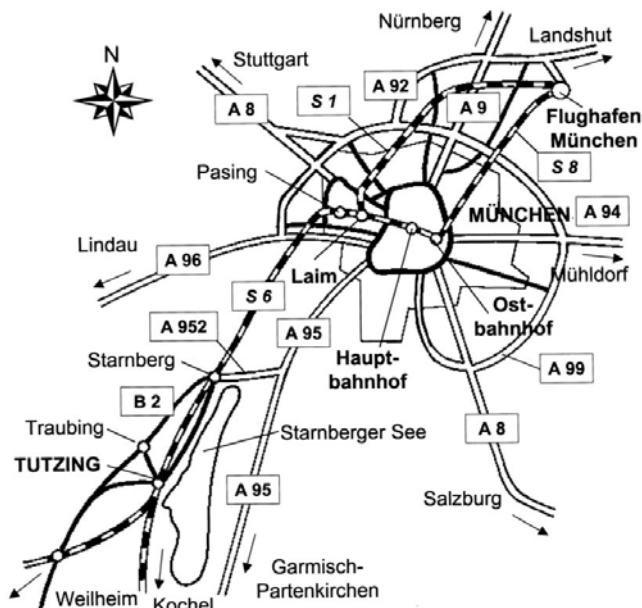 Nürnberg
Landshut
N
Stuttgart
A 92
A 9
A 8
S 1
Flughafen
München
S 8
Pasing
MÜNCHEN
A 94
Lindau
A 96
Laim
Mühldorf
S 6
Ost-
bahnhof
A 952
A 95
Haupt-
bahnhof
A 99
Starnberg
B 2
Traubing
Starnberger See
A 8
TUTZING
A 95
Salzburg
Garmisch-
Partenkirchen
Weilheim
Kochel